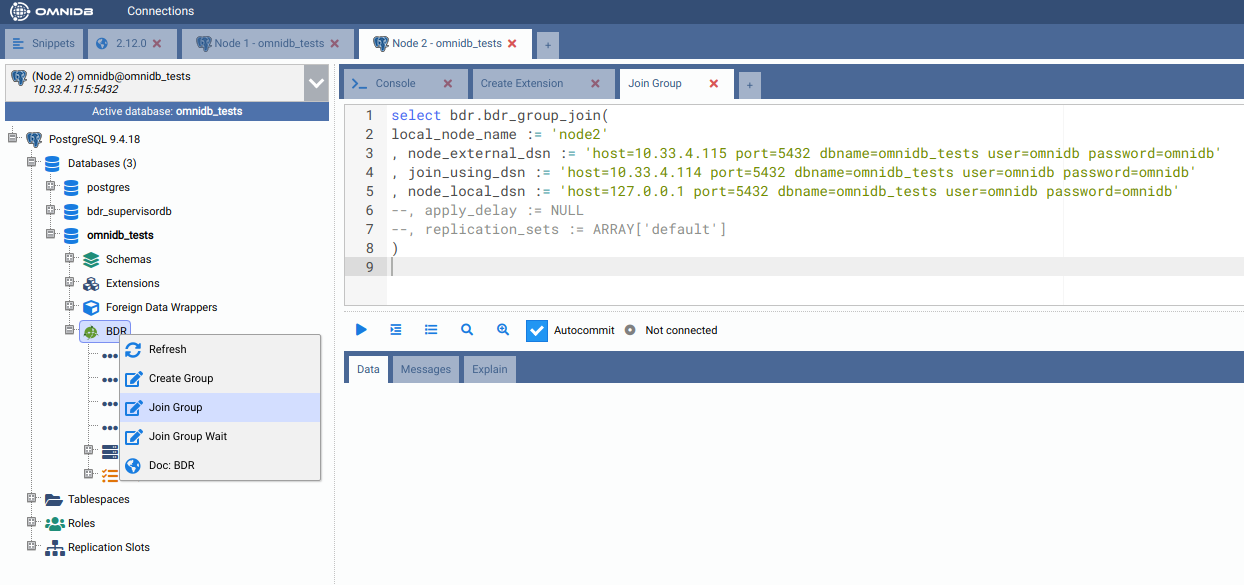 OMNIDB Connections
Snippets 2.12.0 Node 1 - omnidb_tests Node 2 - omnidb_tests +
(Node 2) omnidb@omnidb_tests
10.33.4.115:5432
Active database: omnidb_tests
PostgreSQL 9.4.18
Databases (3)
postgres
bdr_supervisordb
omnidb_tests
Schemas
Extensions
Foreign Data Wrappers
BDR
Refresh
Create Group
Join Group
Join Group Wait
Doc: BDR
Tablespaces
Roles
Replication Slots
Console Create Extension Join Group +
1 select bdr.bdr_group_join(
2 local_node_name := 'node2'
3 , node_external_dsn := 'host=10.33.4.115 port=5432 dbname=omnidb_tests user=omnidb password=omnidb'
4 , join_using_dsn := 'host=10.33.4.114 port=5432 dbname=omnidb_tests user=omnidb password=omnidb'
5 , node_local_dsn := 'host=127.0.0.1 port=5432 dbname=omnidb_tests user=omnidb password=omnidb'
6 --, apply_delay := NULL
7 --, replication_sets := ARRAY['default']
8 )
9
Autocommit Not connected
Data Messages Explain